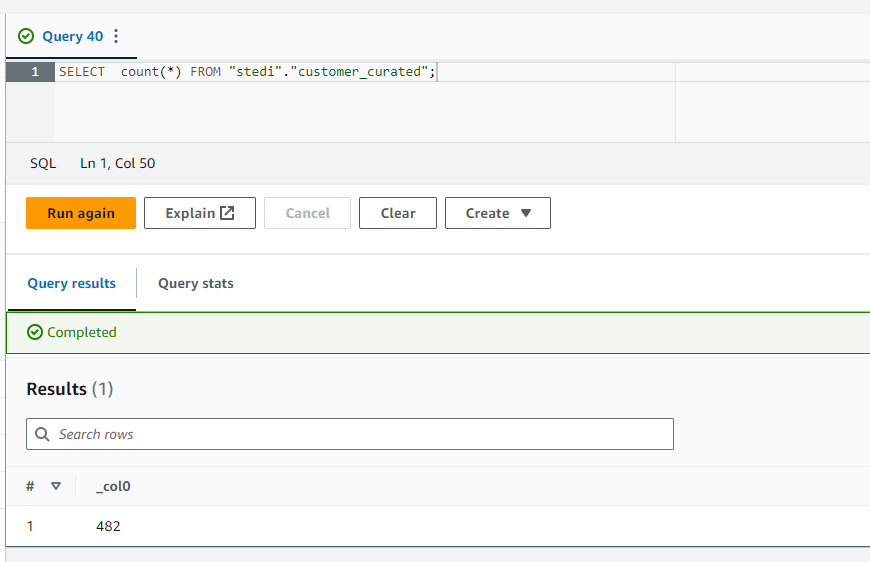 Query 40
1 SELECT  count(*) FROM "stedi"."customer_curated";
SQL Ln 1, Col 50
Run again Explain Cancel Clear Create
Query results Query stats
Completed
Results (1)
Search rows
# _col0
1 482